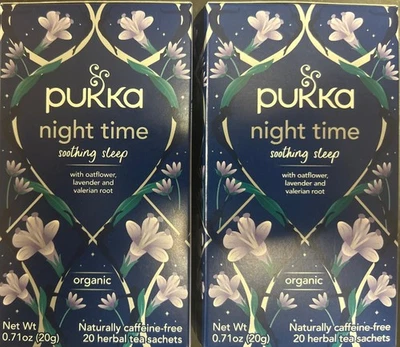 pukka
night time
soothing sleep
with oatflower,
lavender and
valerian root
organic
Net Wt
0.71oz (20g)
Naturally caffeine-free
20 herbal tea sachets
pukka
night time
soothing sleep
with oatflower,
lavender and
valerian root
organic
Net Wt
0.71oz (20g)
Naturally caffeine-free
20 herbal tea sachets